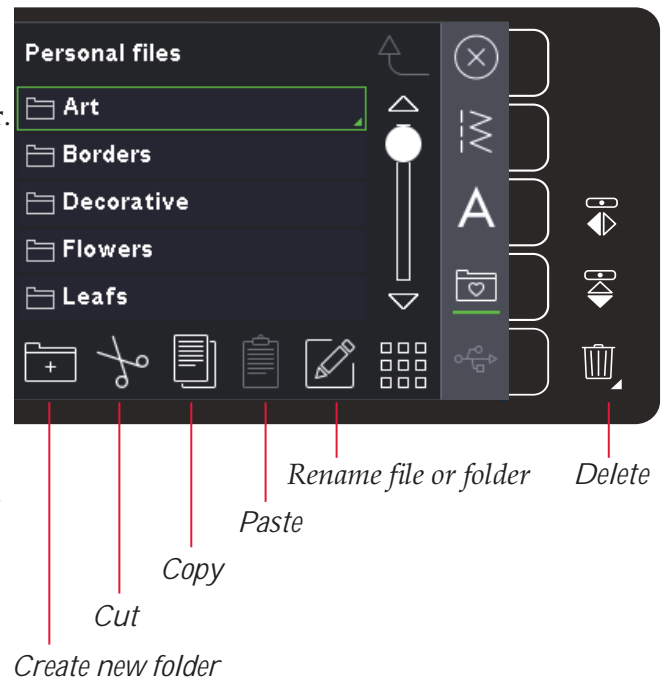 Personal files
r.
Art
Borders
Decorative
Flowers
Leafs
A
Rename file or folder
Delete
Paste
Copy
Cut
Create new folder